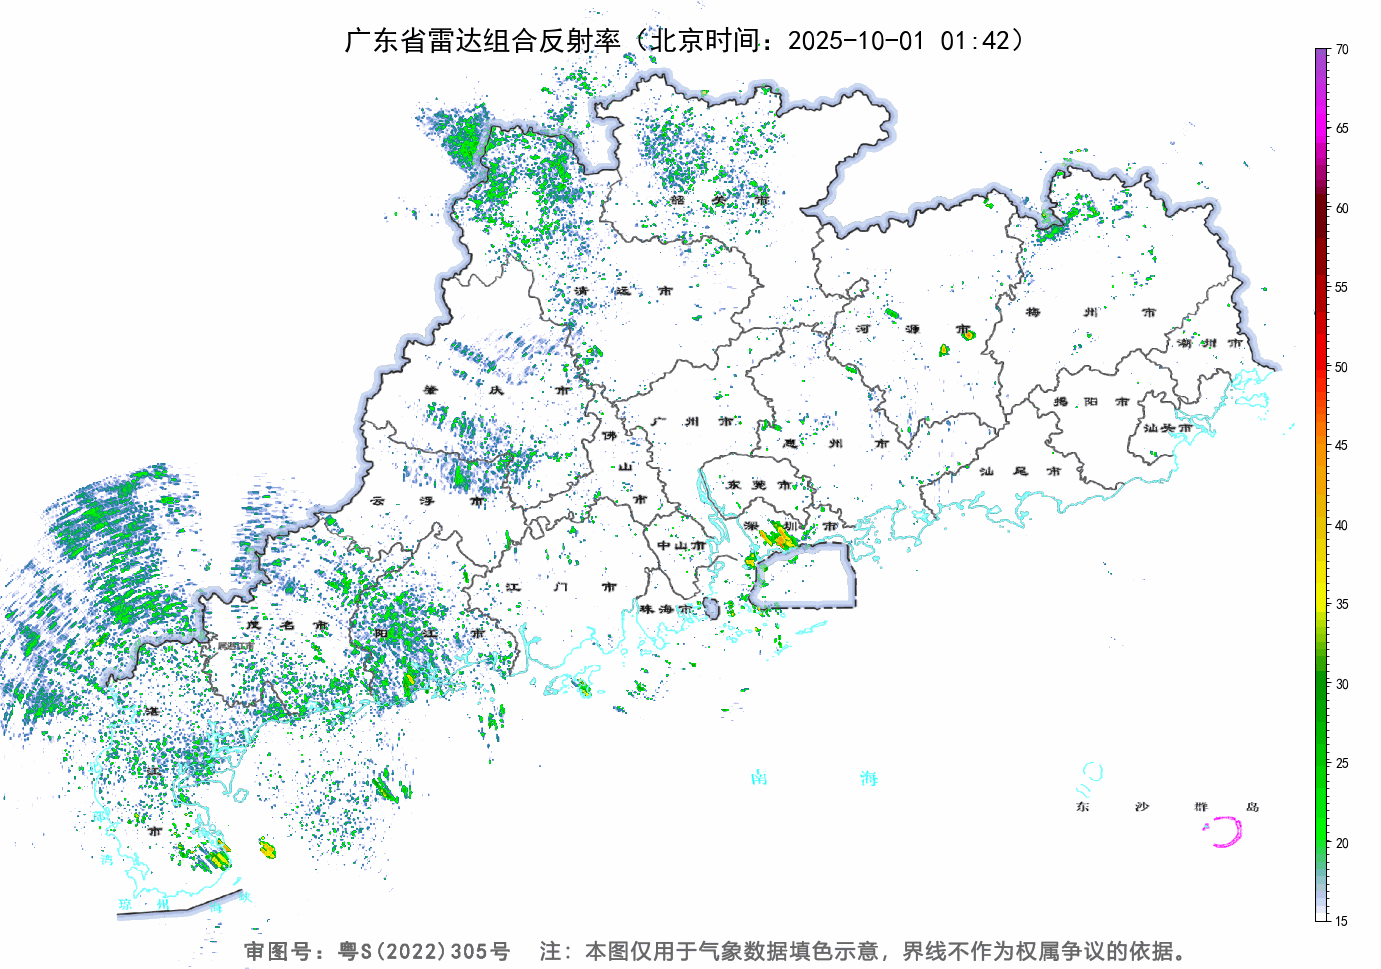 广东省雷达组合反射率（北京时间：2025-10-01 01:42）
70
65
60
55
50
45
40
35
30
25
20
15
韶关市
清远市
河源市
梅州市
潮州市
肇庆市
广州市
惠州市
揭阳市
汕头市
佛山市
东莞市
汕尾市
云浮市
深圳市
中山市
江门市
珠海市
茂名市
阳江市
湛江市
南海
东沙群岛
湾
琼州海峡
审图号：粤S(2022)305号 注：本图仅用于气象数据填色示意，界线不作为权属争议的依据。